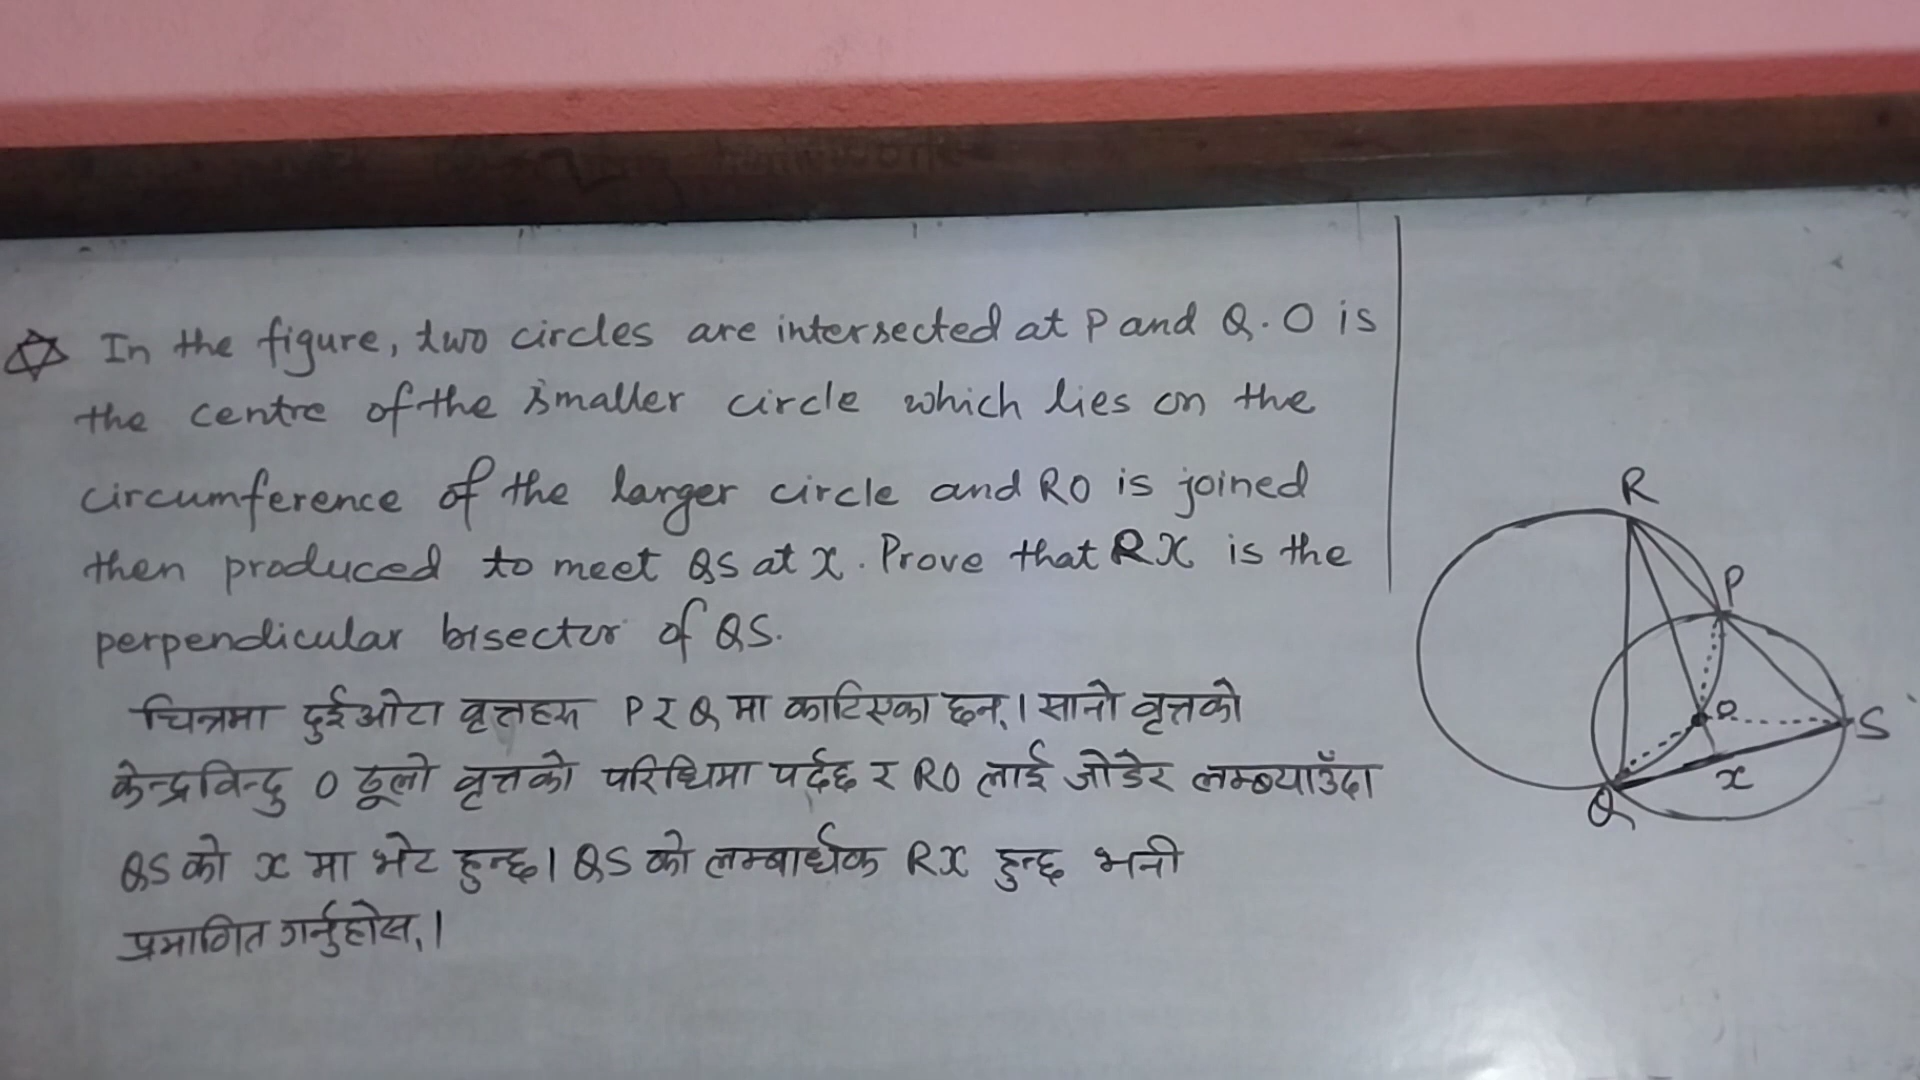 In the figure, two circles are intersected at P and Q. O is
the centre of the smaller circle which lies on the
circumference of the larger circle and RO is joined
then produced to meet QS at x. Prove that RX is the
perpendicular bisector of QS.
चित्रमा दुईओटा वृत्तहरू P र Q मा काटिएका छन्। सानो वृत्तको
केन्द्रविन्दु O ठूलो वृत्तको परिधिमा पर्दछ र RO लाई जोडेर लम्ब्याउँदा
QS को x मा भेट हुन्छ। QS को लम्बार्धक RX हुन्छ भनी
प्रमाणित गर्नुहोस्।
R
P
O
S
x
Q